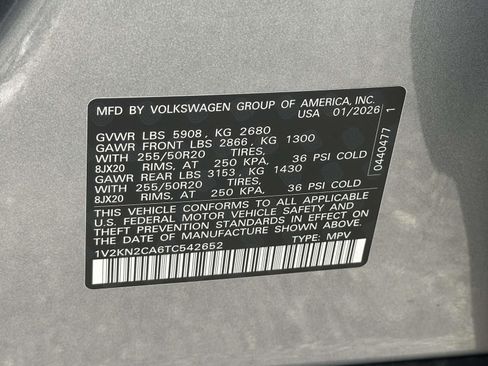 MFD BY VOLKSWAGEN GROUP OF AMERICA, INC.
USA 01/2026
GVWR LBS 5908, KG 2680
GAWR FRONT LBS 2866, KG 1300
WITH 255/50R20 TIRES,
8JX20 RIMS, AT 250 KPA, 36 PSI COLD
GAWR REAR LBS 3153, KG 1430
WITH 255/50R20 TIRES,
8JX20 RIMS, AT 250 KPA, 36 PSI COLD
THIS VEHICLE CONFORMS TO ALL APPLICABLE
U.S. FEDERAL MOTOR VEHICLE SAFETY AND
THEFT PREVENTION STANDARDS IN EFFECT ON
THE DATE OF MANUFACTURE SHOWN ABOVE.
1V2KN2CA6TC542652 TYPE: MPV
0440477 1